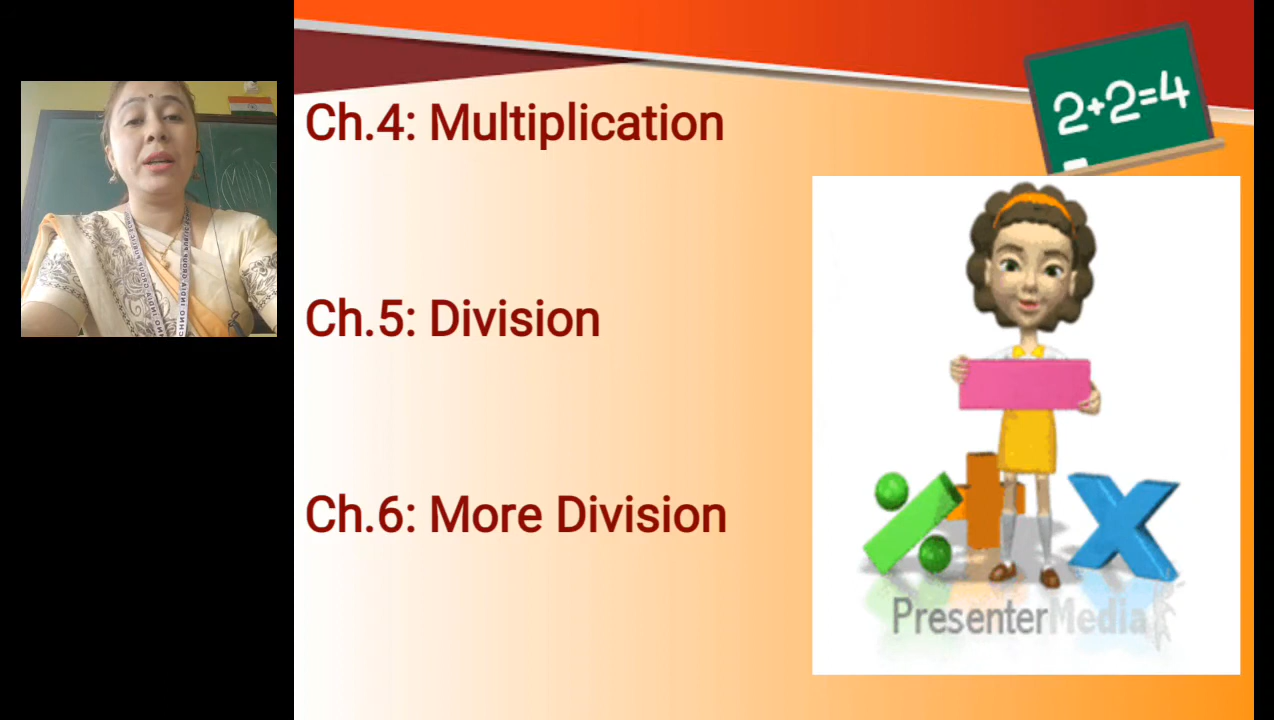 Ch.4: Multiplication
2+2=4
Ch.5: Division
Ch.6: More Division
PresenterMedia